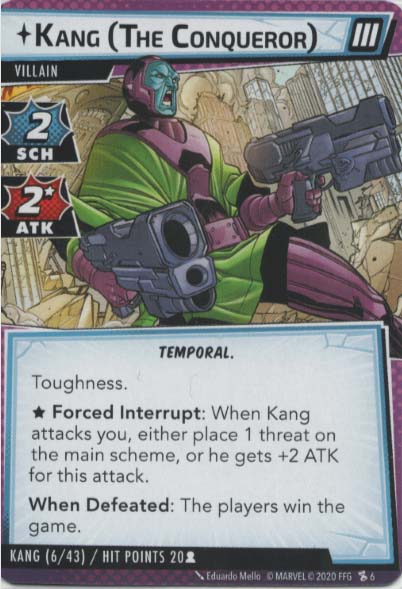 KANG (THE CONQUEROR)
III
VILLAIN
2
SCH
2*
ATK
TEMPORAL.
Toughness.
★ Forced Interrupt: When Kang
attacks you, either place 1 threat on
the main scheme, or he gets +2 ATK
for this attack.
When Defeated: The players win the
game.
KANG (6/43) / HIT POINTS 20
Eduardo Mello © MARVEL © 2020 FFG 6